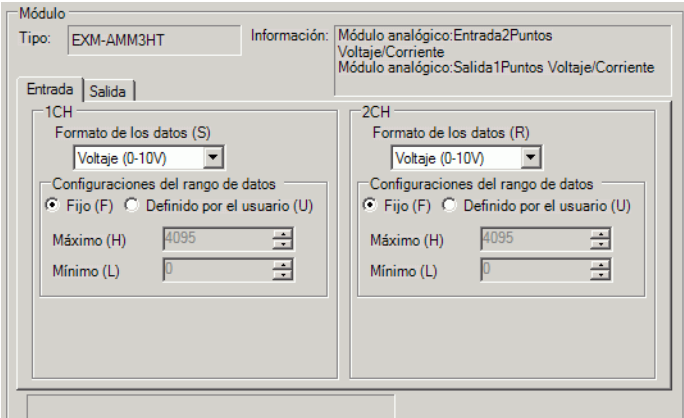 Módulo
Tipo: EXM-AMM3HT Información: Módulo analógico:Entrada2Puntos
Voltaje/Corriente
Módulo analógico:Salida1Puntos Voltaje/Corriente
Entrada Salida
1CH
Formato de los datos (S)
Voltaje (0-10V)
Configuraciones del rango de datos
Fijo (F) Definido por el usuario (U)
Máximo (H) 4095
Mínimo (L) 0
2CH
Formato de los datos (R)
Voltaje (0-10V)
Configuraciones del rango de datos
Fijo (F) Definido por el usuario (U)
Máximo (H) 4095
Mínimo (L) 0